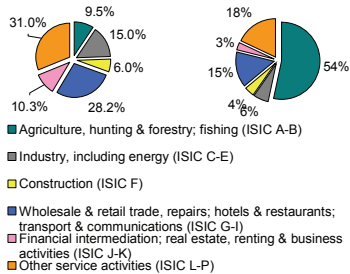 9.5%
18%
31.0%
15.0%
3%
6.0%
15%
54%
10.3%
28.2%
4%
6%
Agriculture, hunting & forestry; fishing (ISIC A-B)
Industry, including energy (ISIC C-E)
Construction (ISIC F)
Wholesale & retail trade, repairs; hotels & restaurants;
transport & communications (ISIC G-I)
Financial intermediation; real estate, renting & business
activities (ISIC J-K)
Other service activities (ISIC L-P)